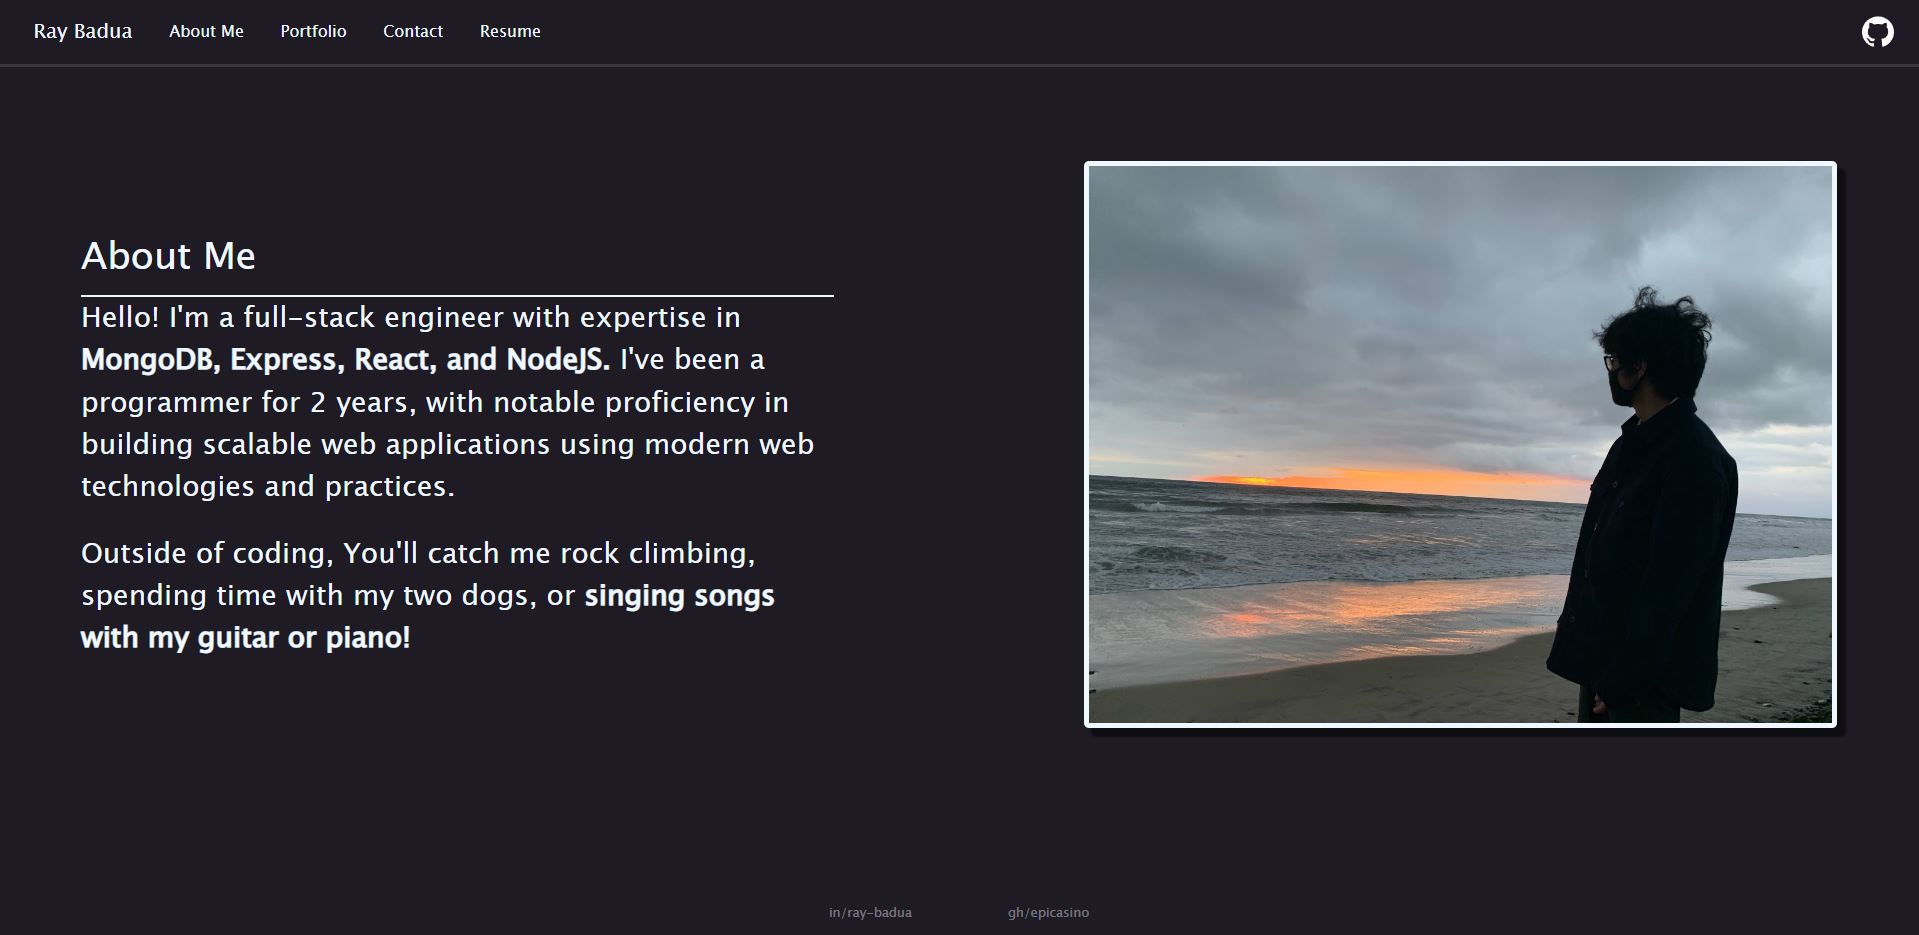 Ray Badua
About Me
Portfolio
Contact
Resume
About Me
Hello! I'm a full-stack engineer with expertise in
MongoDB, Express, React, and NodeJS. I've been a
programmer for 2 years, with notable proficiency in
building scalable web applications using modern web
technologies and practices.
Outside of coding, You'll catch me rock climbing,
spending time with my two dogs, or singing songs
with my guitar or piano!
in/ray-badua
gh/epicasino